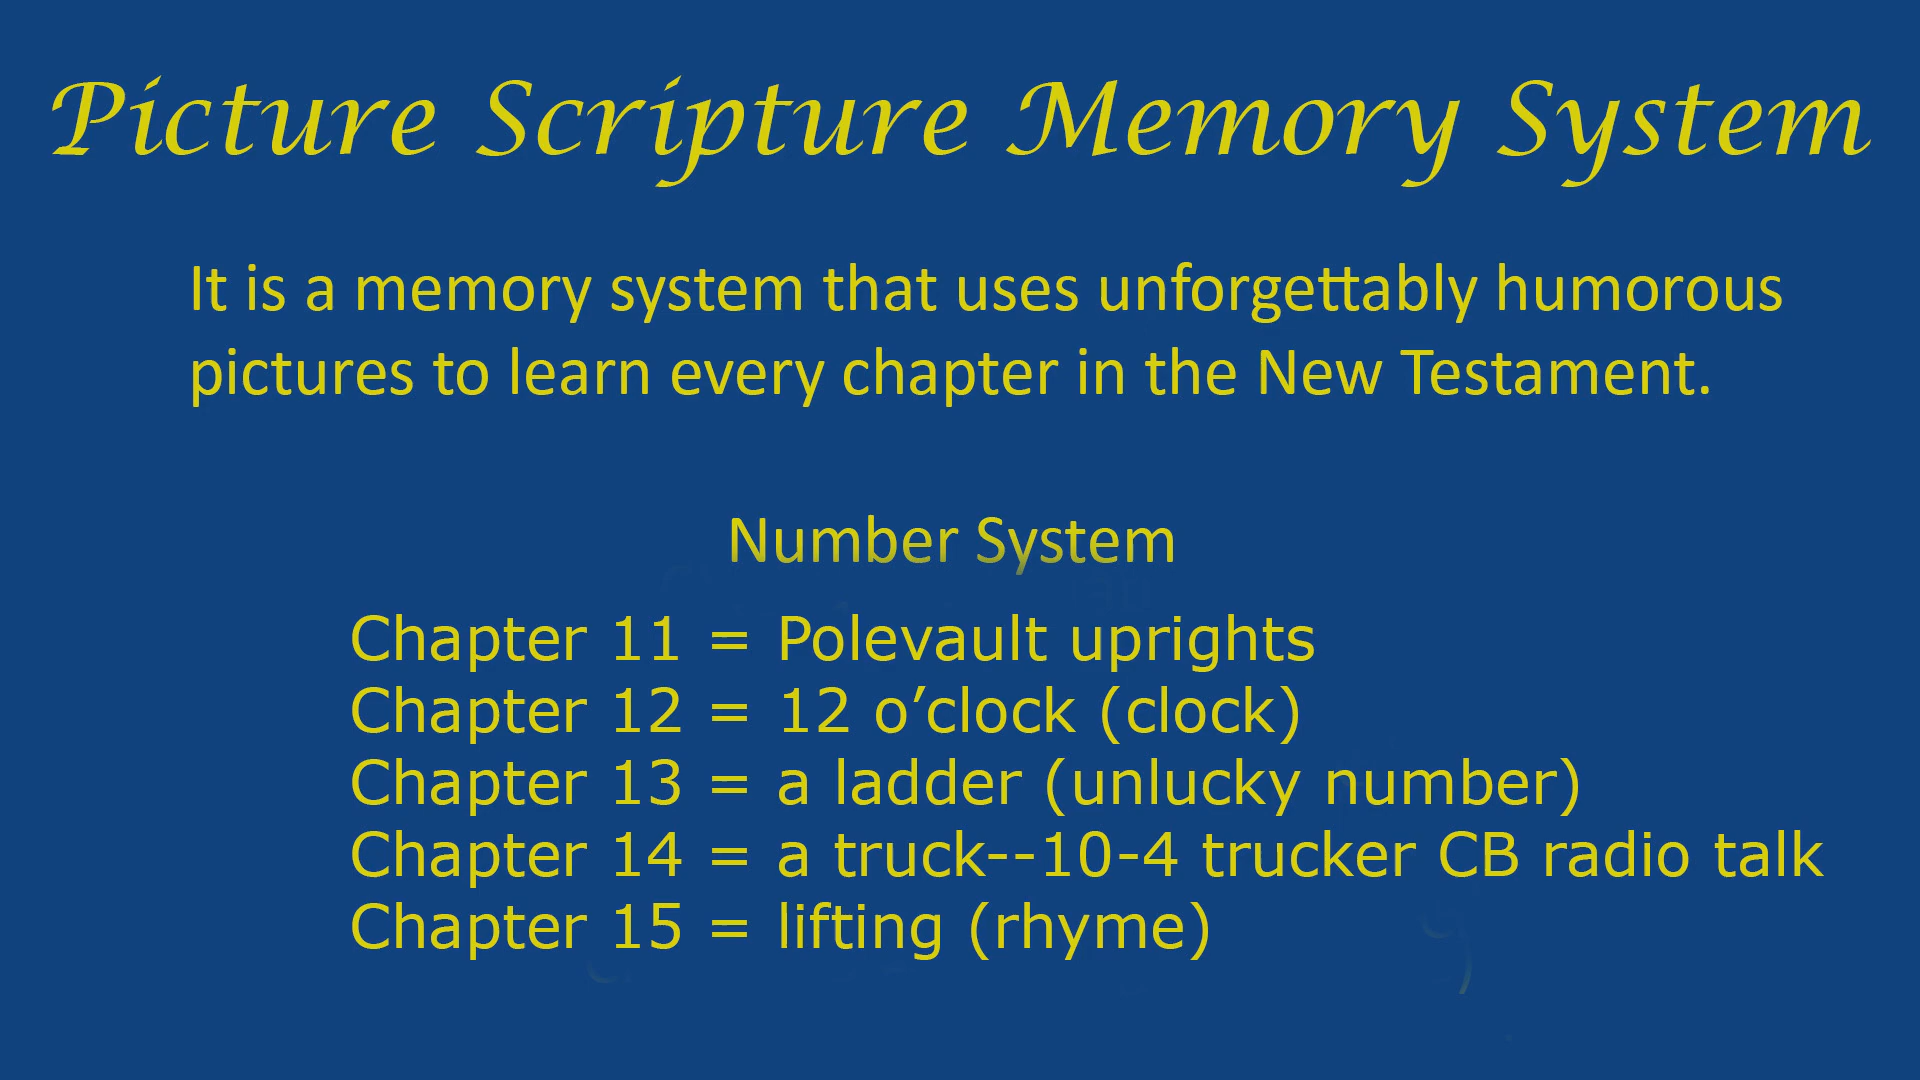 Picture Scripture Memory System
It is a memory system that uses unforgettably humorous
pictures to learn every chapter in the New Testament.
Number System
Chapter 11 = Polevault uprights
Chapter 12 = 12 o’clock (clock)
Chapter 13 = a ladder (unlucky number)
Chapter 14 = a truck--10-4 trucker CB radio talk
Chapter 15 = lifting (rhyme)